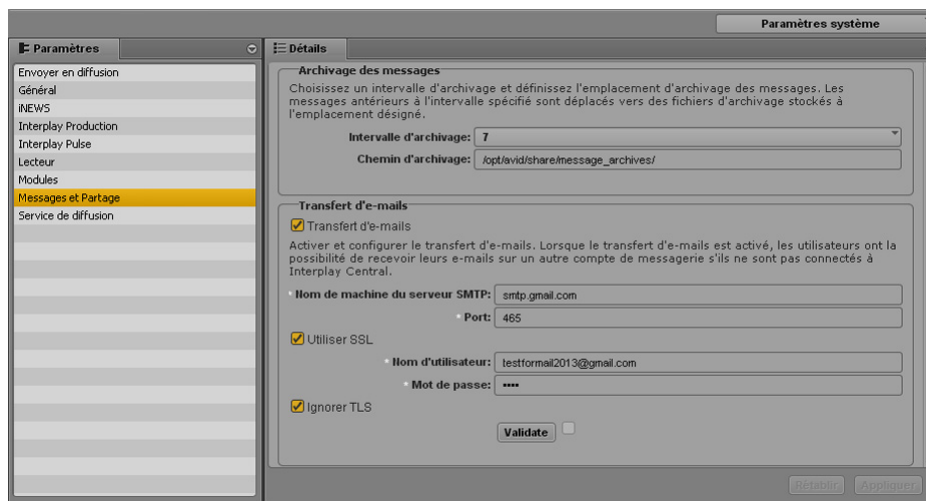 Paramètres système
Paramètres
Envoyer en diffusion
Général
iNEWS
Interplay Production
Interplay Pulse
Lecteur
Modules
Messages et Partage
Service de diffusion
Détails
Archivage des messages
Choisissez un intervalle d'archivage et définissez l'emplacement d'archivage des messages. Les
messages antérieurs à l'intervalle spécifié sont déplacés vers des fichiers d'archivage stockés à
l'emplacement désigné.
Intervalle d'archivage: 7
Chemin d'archivage: /opt/avid/share/message_archives/
Transfert d'e-mails
Transfert d'e-mails
Activer et configurer le transfert d'e-mails. Lorsque le transfert d'e-mails est activé, les utilisateurs ont la
possibilité de recevoir leurs e-mails sur un autre compte de messagerie s'ils ne sont pas connectés à
Interplay Central.
* Nom de machine du serveur SMTP: smtp.gmail.com
* Port: 465
Utiliser SSL
* Nom d'utilisateur: testformail2013@gmail.com
* Mot de passe: ••••
Ignorer TLS
Validate
Rétablir
Appliquer